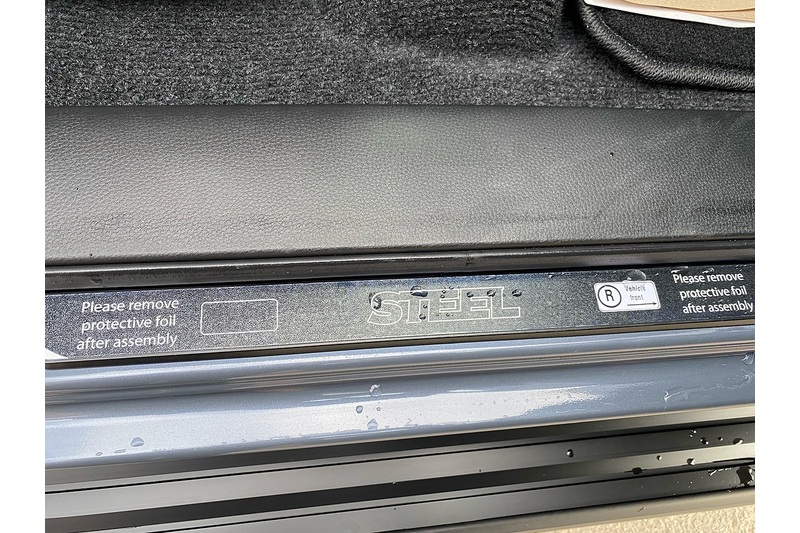 Please remove
protective foil
after assembly
STEEL
R
Vehicle
front
Please remove
protective foil
after assembly